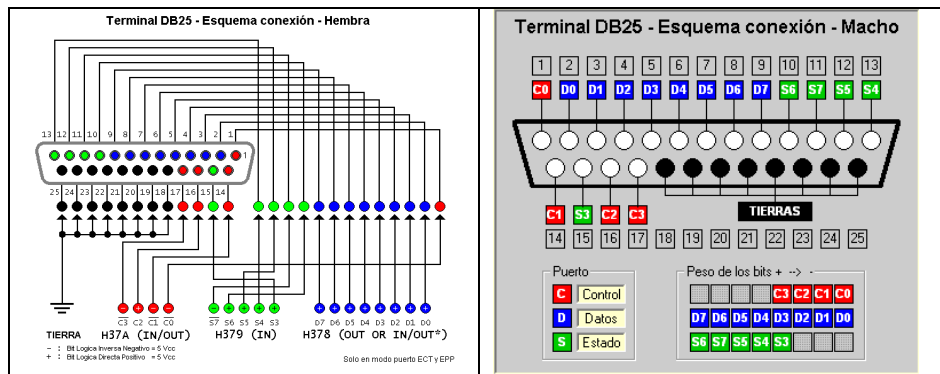 Terminal DB25 - Esquema conexión - Hembra
13 12 11 10 9 8 7 6 5 4 3 2 1
1
25 24 23 22 21 20 19 18 17 16 15 14
C3 C2 C1 C0
S7 S6 S5 S4 S3
D7 D6 D5 D4 D3 D2 D1 D0
TIERRA H37A (IN/OUT) H379 (IN) H378 (OUT OR IN/OUT*)
- : Bit Logica Inversa Negativo = 5 Vcc
+ : Bit Logica Directa Positivo = 5 Vcc
Solo en modo puerto ECT y EPP
Terminal DB25 - Esquema conexión - Macho
1 2 3 4 5 6 7 8 9 10 11 12 13
C0 D0 D1 D2 D3 D4 D5 D6 D7 S6 S7 S5 S4
TIERRAS
C1 S3 C2 C3
14 15 16 17 18 19 20 21 22 23 24 25
Puerto
C Control
D Datos
S Estado
Peso de los bits + --> -
C3 C2 C1 C0
D7 D6 D5 D4 D3 D2 D1 D0
S6 S7 S5 S4 S3